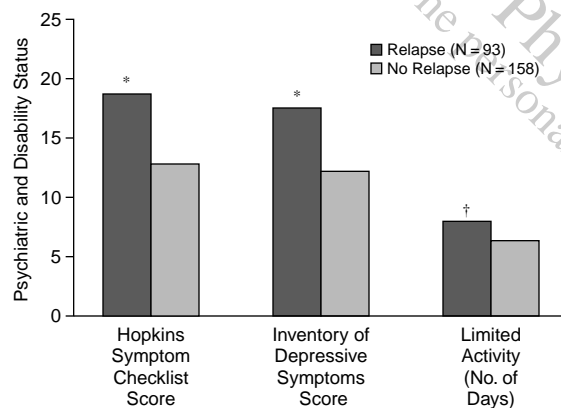 25
20
15
10
5
0
Psychiatric and Disability Status
Relapse (N = 93)
No Relapse (N = 158)
*
*
†
Hopkins
Symptom
Checklist
Score
Inventory of
Depressive
Symptoms
Score
Limited
Activity
(No. of
Days)